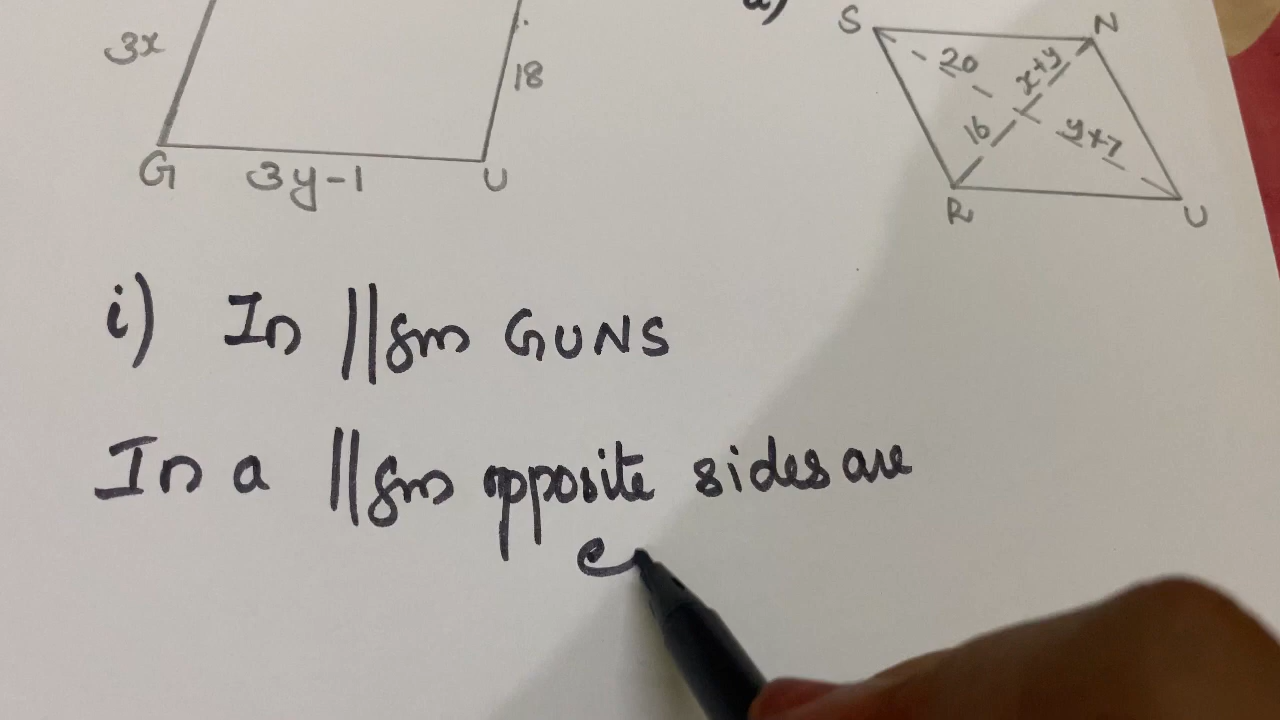 3x
18
G 3y-1 U
a)
S N
20 x+y
16 y+7
R U
i) In ||gm GUNS
In a ||gm opposite sides are
e